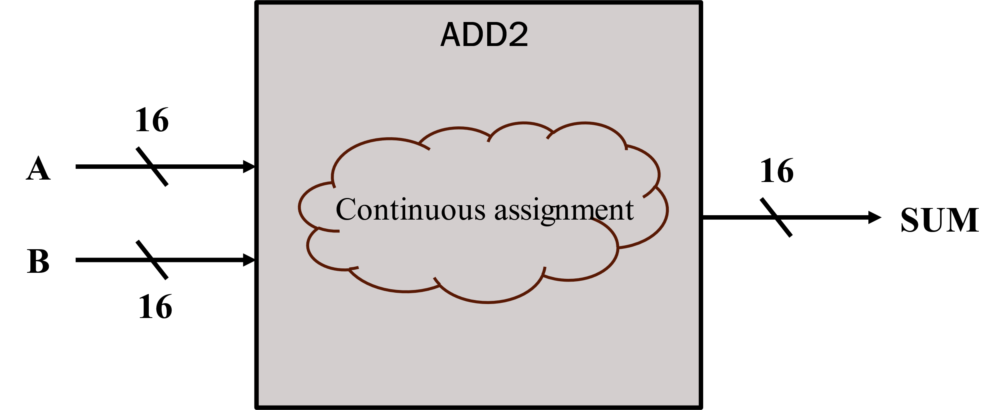 ADD2
16
A
16
Continuous assignment
SUM
B
16